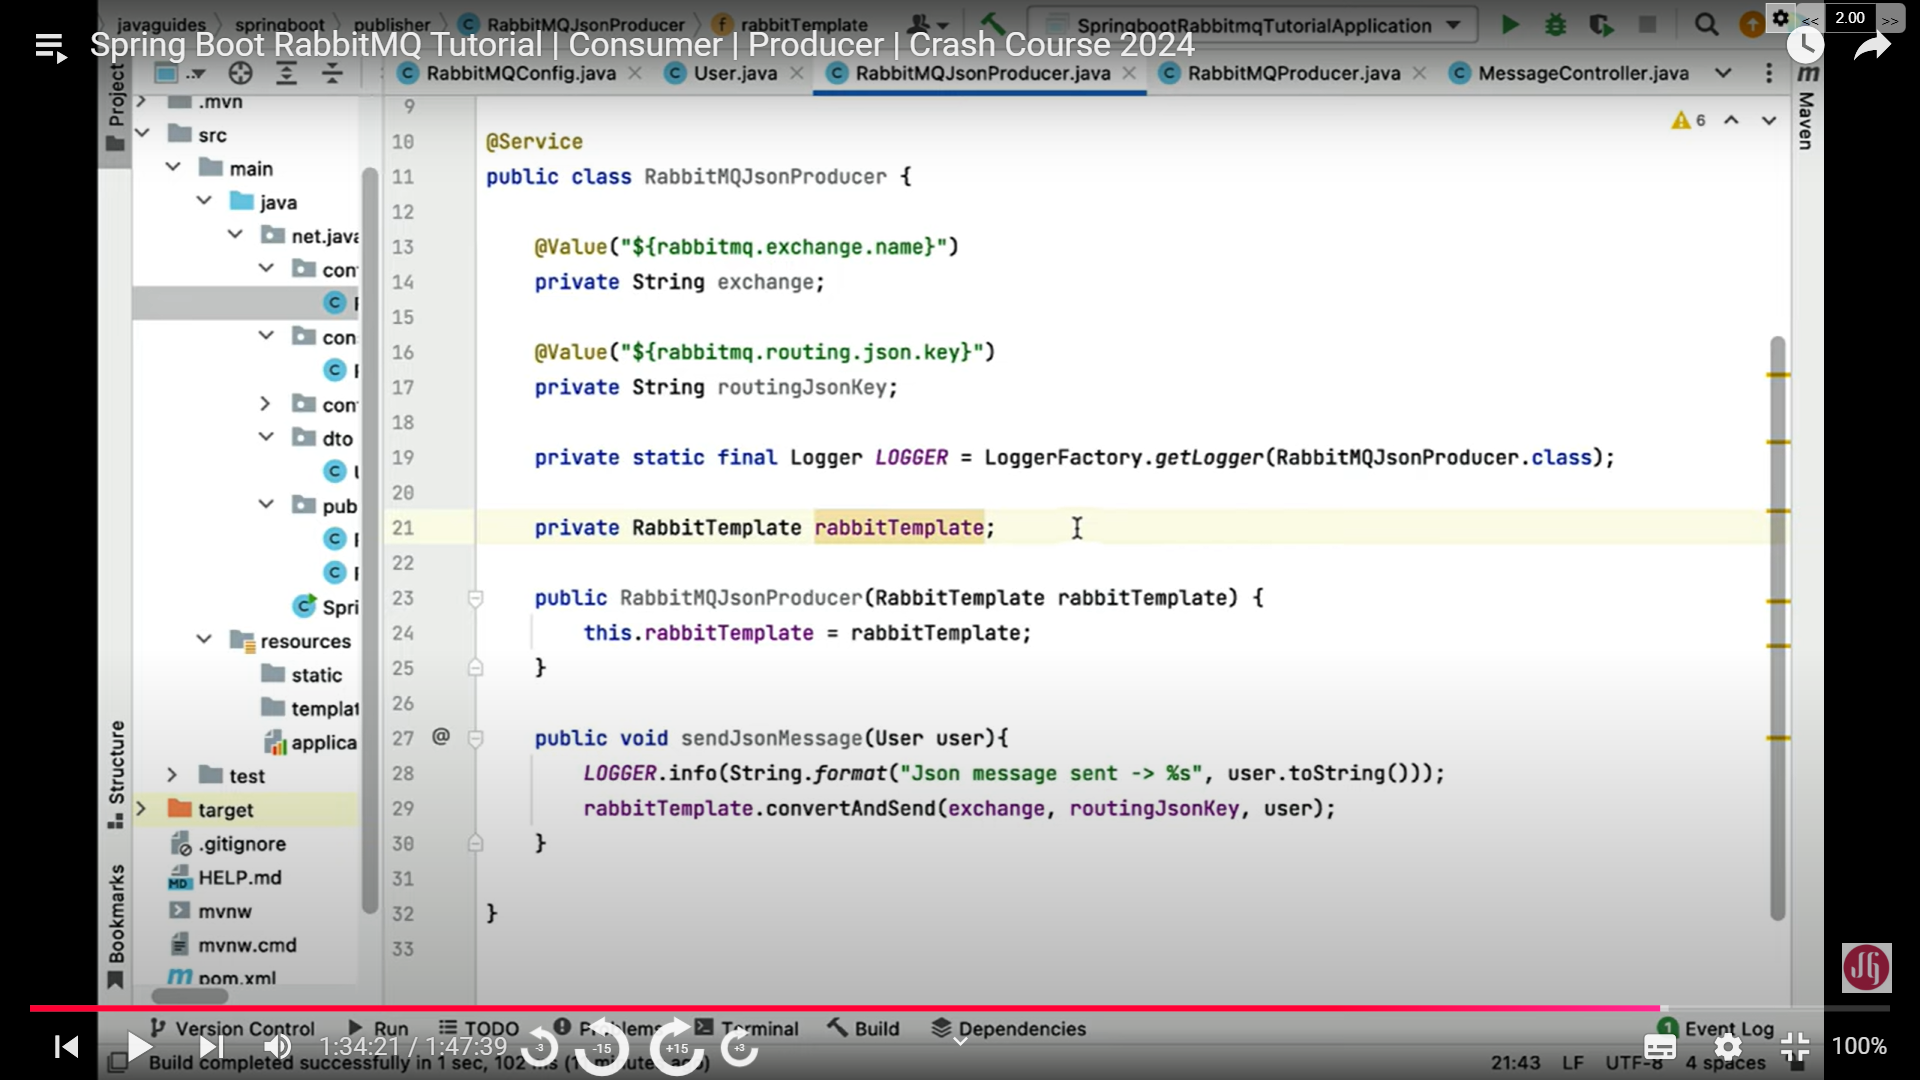 javaguides springboot publisher RabbitMQJsonProducer rabbitTemplate SpringbootRabbitmqTutorialApplication
<< 2.00 >>
Spring Boot RabbitMQ Tutorial | Consumer | Producer | Crash Course 2024
RabbitMQConfig.java User.java RabbitMQJsonProducer.java RabbitMQProducer.java MessageController.java
Project
Maven
6
.mvn
src
main
java
net.java
con
con
con
dto
pub
Spri
resources
static
templat
applica
test
target
.gitignore
HELP.md
mvnw
mvnw.cmd
pom.xml
Structure
Bookmarks
9
10 @Service
11 public class RabbitMQJsonProducer {
12
13 @Value("${rabbitmq.exchange.name}")
14 private String exchange;
15
16 @Value("${rabbitmq.routing.json.key}")
17 private String routingJsonKey;
18
19 private static final Logger LOGGER = LoggerFactory.getLogger(RabbitMQJsonProducer.class);
20
21 private RabbitTemplate rabbitTemplate;
22
23 public RabbitMQJsonProducer(RabbitTemplate rabbitTemplate) {
24 this.rabbitTemplate = rabbitTemplate;
25 }
26
27 @ public void sendJsonMessage(User user){
28 LOGGER.info(String.format("Json message sent -> %s", user.toString()));
29 rabbitTemplate.convertAndSend(exchange, routingJsonKey, user);
30 }
31
32 }
33
JG
Version Control Run TODO Problems Terminal Build Dependencies 1 Event Log
1:34:21 / 1:47:39 -3 -15 +15 +3 100%
Build completed successfully in 1 sec, 102 21:43 LF UTF-8 4 spaces